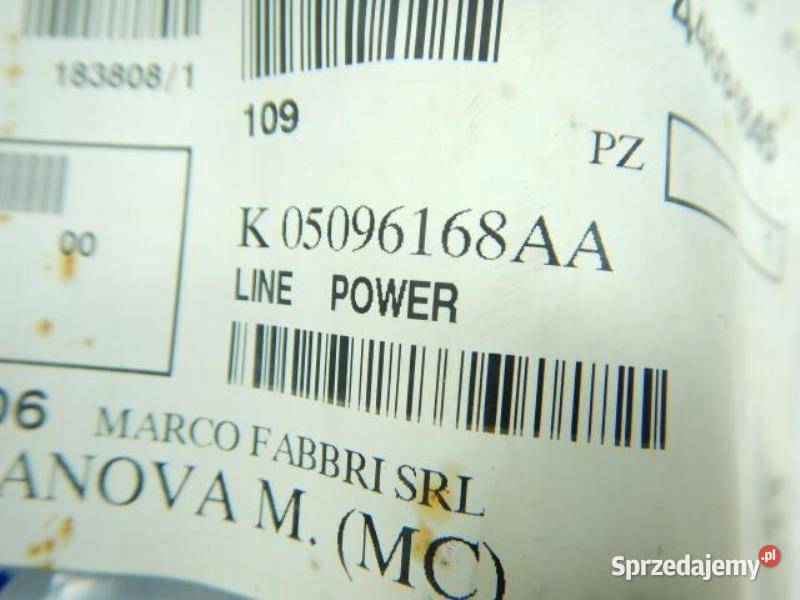 183808/1
109
PZ
K 05096168AA
00
LINE POWER
06
MARCO FABBRI SRL
ANOVA M. (MC)
Sprzedajemy.pl